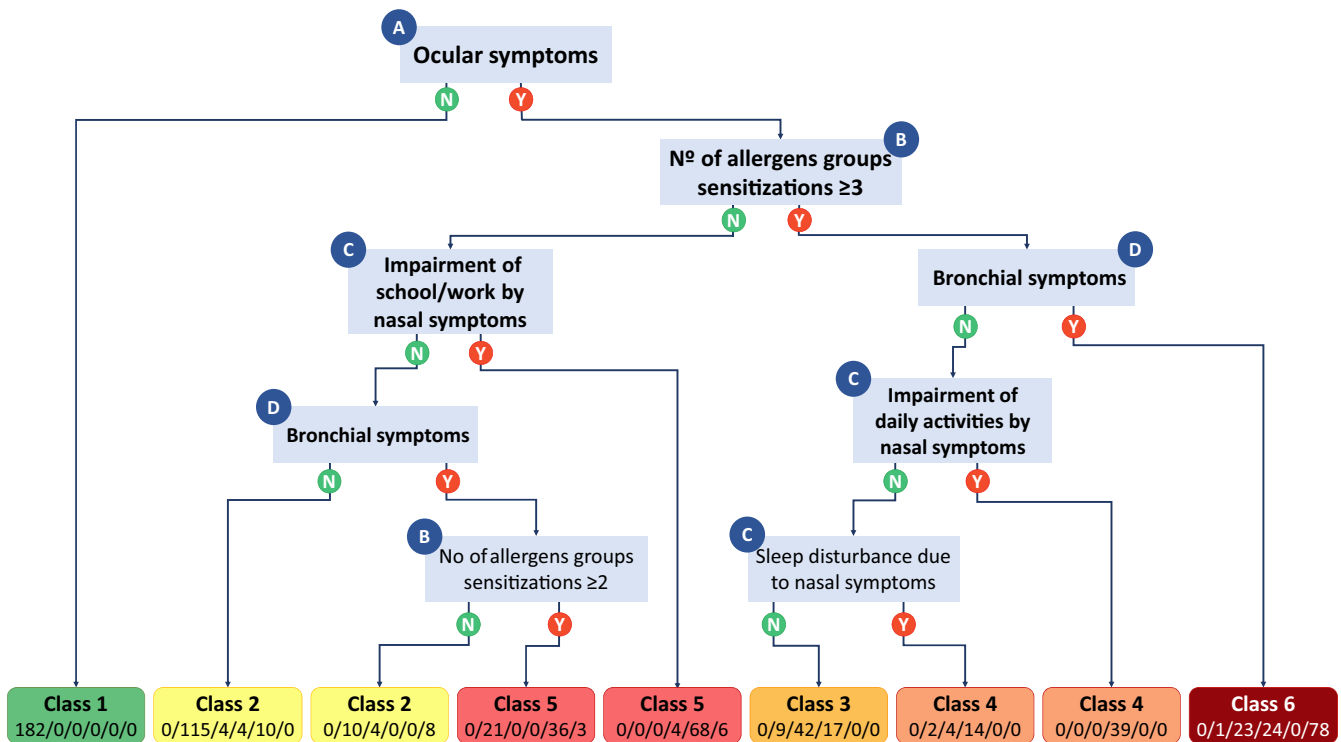 A
Ocular symptoms
N
Y
B
Nº of allergens groups
sensitizations ≥3
N
Y
C
Impairment of
school/work by
nasal symptoms
N
Y
D
Bronchial symptoms
N
Y
C
Impairment of
daily activities by
nasal symptoms
N
Y
D
Bronchial symptoms
N
Y
B
No of allergens groups
sensitizations ≥2
N
Y
C
Sleep disturbance due
to nasal symptoms
N
Y
Class 1
182/0/0/0/0/0
Class 2
0/115/4/4/10/0
Class 2
0/10/4/0/0/8
Class 5
0/21/0/0/36/3
Class 5
0/0/0/4/68/6
Class 3
0/9/42/17/0/0
Class 4
0/2/4/14/0/0
Class 4
0/0/0/39/0/0
Class 6
0/1/23/24/0/78